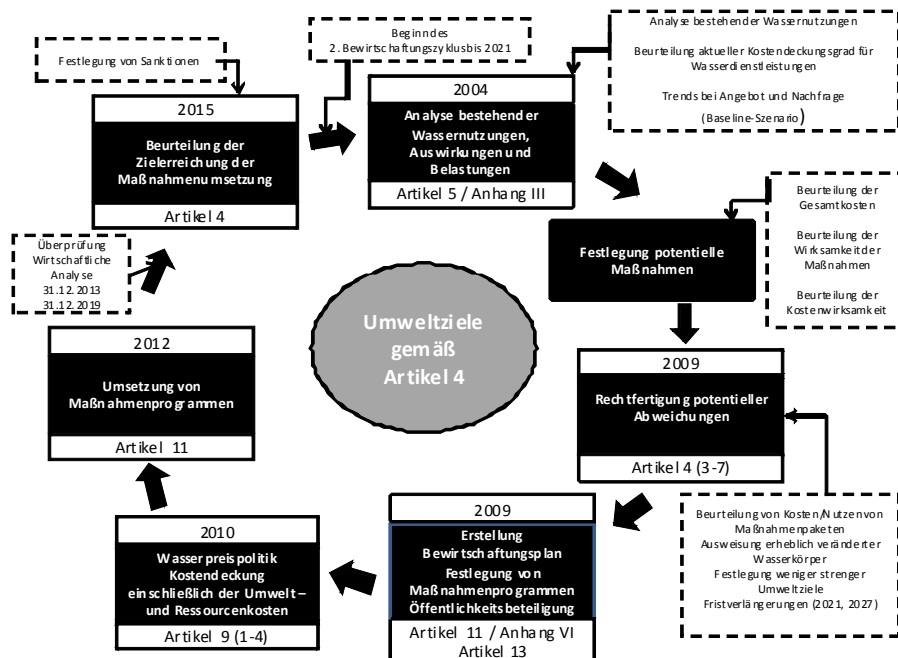 Beginn des
2. Bewirtschaftungszyklus bis 2021
Festlegung von Sanktionen
Analyse bestehender Wassernutzungen
Beurteilung aktueller Kostendeckungsgrad für
Wasserdienstleistungen
Trends bei Angebot und Nachfrage
(Baseline-Szenario)
2015
Beurteilung der
Zielerreichung der
Maßnahmenumsetzung
Artikel 4
2004
Analyse bestehender
Wassernutzungen,
Auswirkungen und
Belastungen
Artikel 5 / Anhang III
Festlegung potentielle
Maßnahmen
Beurteilung der
Gesamtkosten
Beurteilung der
Wirksamkeit der
Maßnahmen
Beurteilung der
Kostenwirksamkeit
Überprüfung
Wirtschaftliche
Analyse
31.12.2013
31.12.2019
Umweltziele
gemäß
Artikel 4
2012
Umsetzung von
Maßnahmenprogrammen
Artikel 11
2009
Rechtfertigung potentieller
Abweichungen
Artikel 4 (3-7)
Beurteilung von Kosten/Nutzen von
Maßnahmenpaketen
Ausweisung erheblich veränderter
Wasserkörper
Festlegung weniger strenger
Umweltziele
Fristverlängerungen (2021, 2027)
2009
Erstellung
Bewirtschaftungsplan
Festlegung von
Maßnahmenprogrammen
Öffentlichkeitsbeteiligung
Artikel 11 / Anhang VI
Artikel 13
2010
Wasserpreispolitik
Kostendeckung
einschließlich der Umwelt–
und Ressourcenkosten
Artikel 9 (1-4)